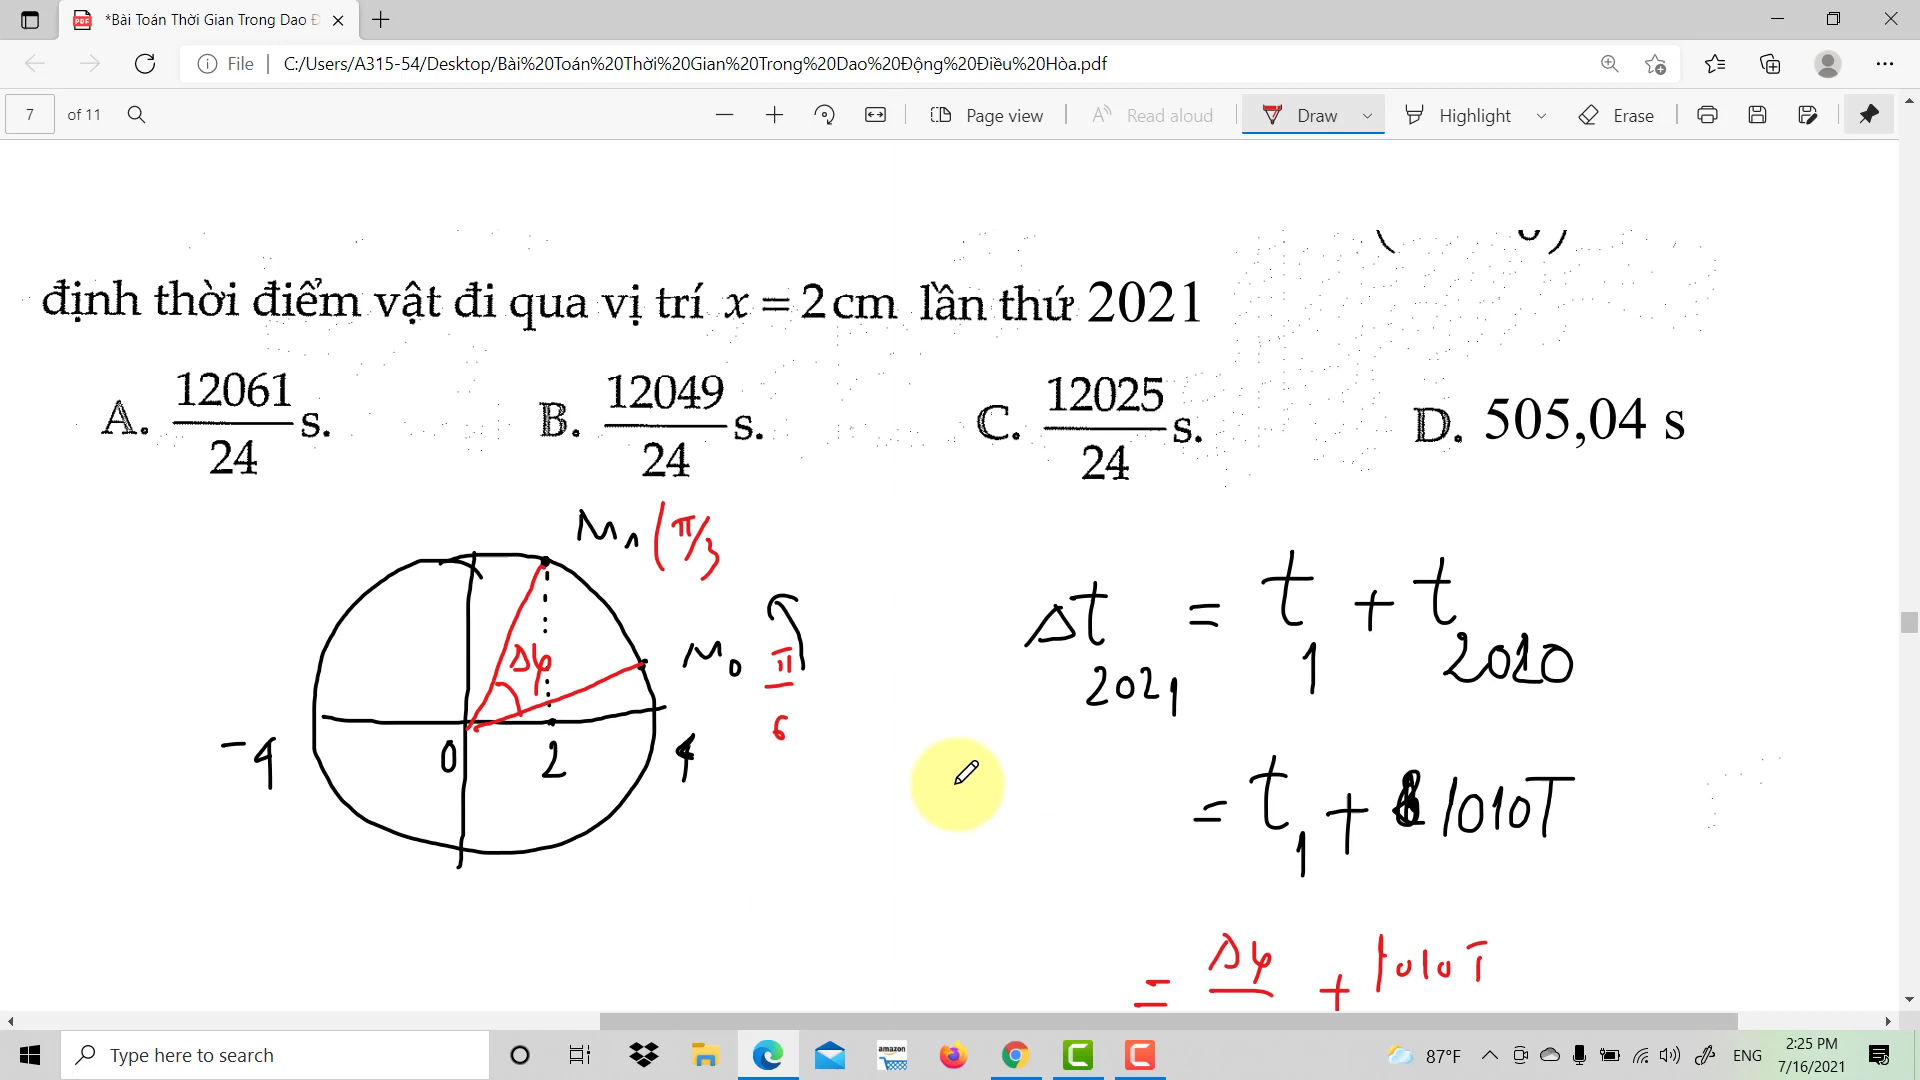 *Bài Toán Thời Gian Trong Dao Đ
File C:/Users/A315-54/Desktop/Bài%20Toán%20Thời%20Gian%20Trong%20Dao%20Động%20Điều%20Hòa.pdf
7 of 11 Page view Read aloud Draw Highlight Erase
định thời điểm vật đi qua vị trí x = 2 cm lần thứ 2021
A. 12061/24 s. B. 12049/24 s. C. 12025/24 s. D. 505,04 s
M₁ (π/3
M₀ π/6
Δφ
-4 0 2 4
Δt₂₀₂₁ = t₁ + t₂₀₂₀
= t₁ + 1010T
= Δφ + 1010T
Type here to search
amazon
87°F ENG 2:25 PM
7/16/2021